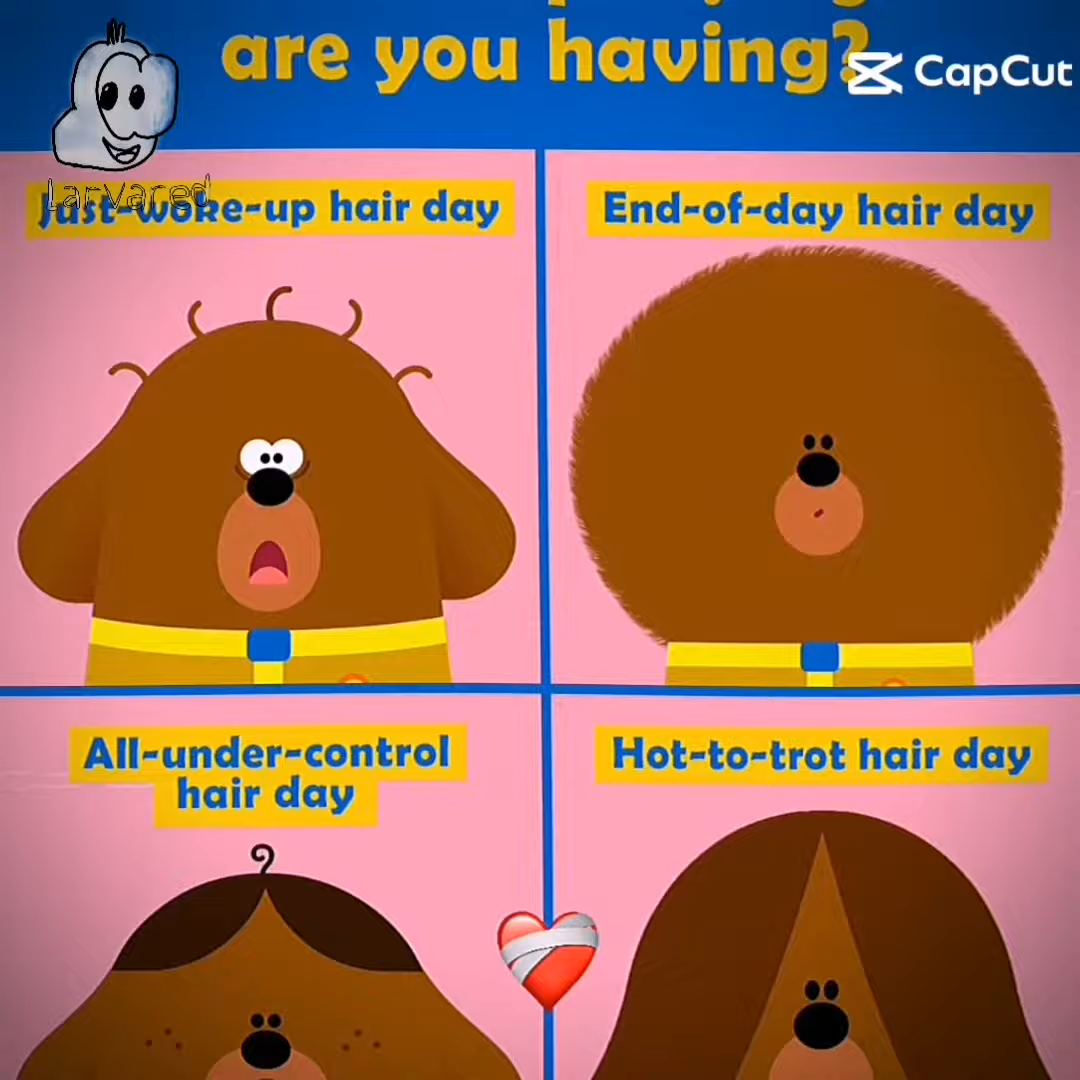 are you having?
CapCut
Larvared
Just-woke-up hair day
End-of-day hair day
All-under-control
hair day
Hot-to-trot hair day